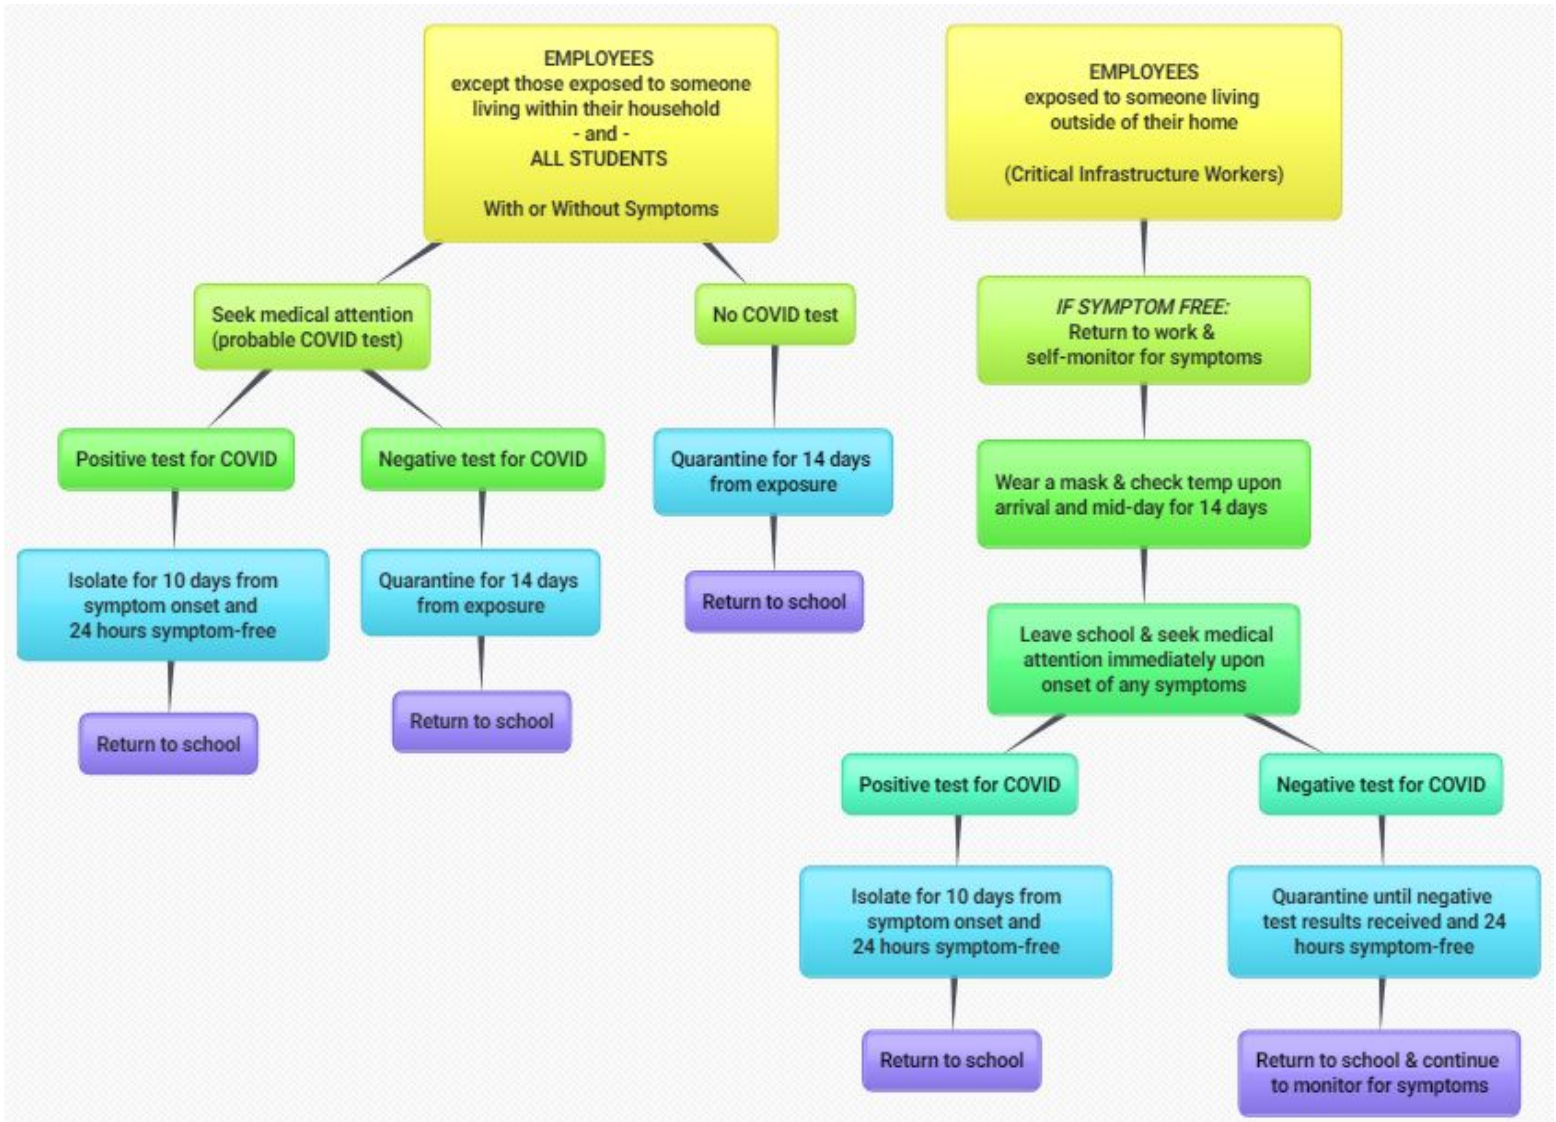 EMPLOYEES
except those exposed to someone
living within their household
- and -
ALL STUDENTS
With or Without Symptoms
Seek medical attention
(probable COVID test)
No COVID test
Positive test for COVID
Negative test for COVID
Quarantine for 14 days
from exposure
Isolate for 10 days from
symptom onset and
24 hours symptom-free
Quarantine for 14 days
from exposure
Return to school
Return to school
Return to school
EMPLOYEES
exposed to someone living
outside of their home
(Critical Infrastructure Workers)
IF SYMPTOM FREE:
Return to work &
self-monitor for symptoms
Wear a mask & check temp upon
arrival and mid-day for 14 days
Leave school & seek medical
attention immediately upon
onset of any symptoms
Positive test for COVID
Negative test for COVID
Isolate for 10 days from
symptom onset and
24 hours symptom-free
Quarantine until negative
test results received and 24
hours symptom-free
Return to school
Return to school & continue
to monitor for symptoms